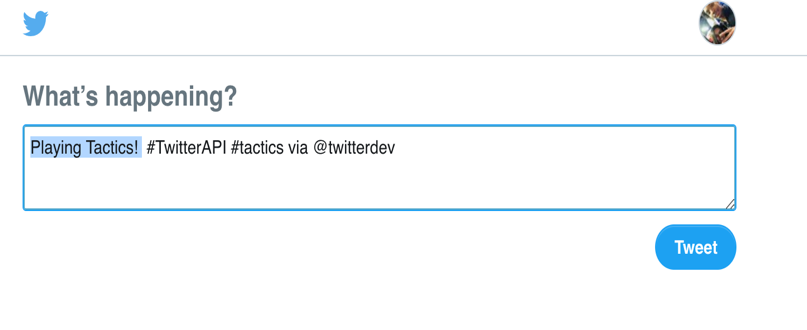 What’s happening?
Playing Tactics! #TwitterAPI #tactics via @twitterdev
Tweet